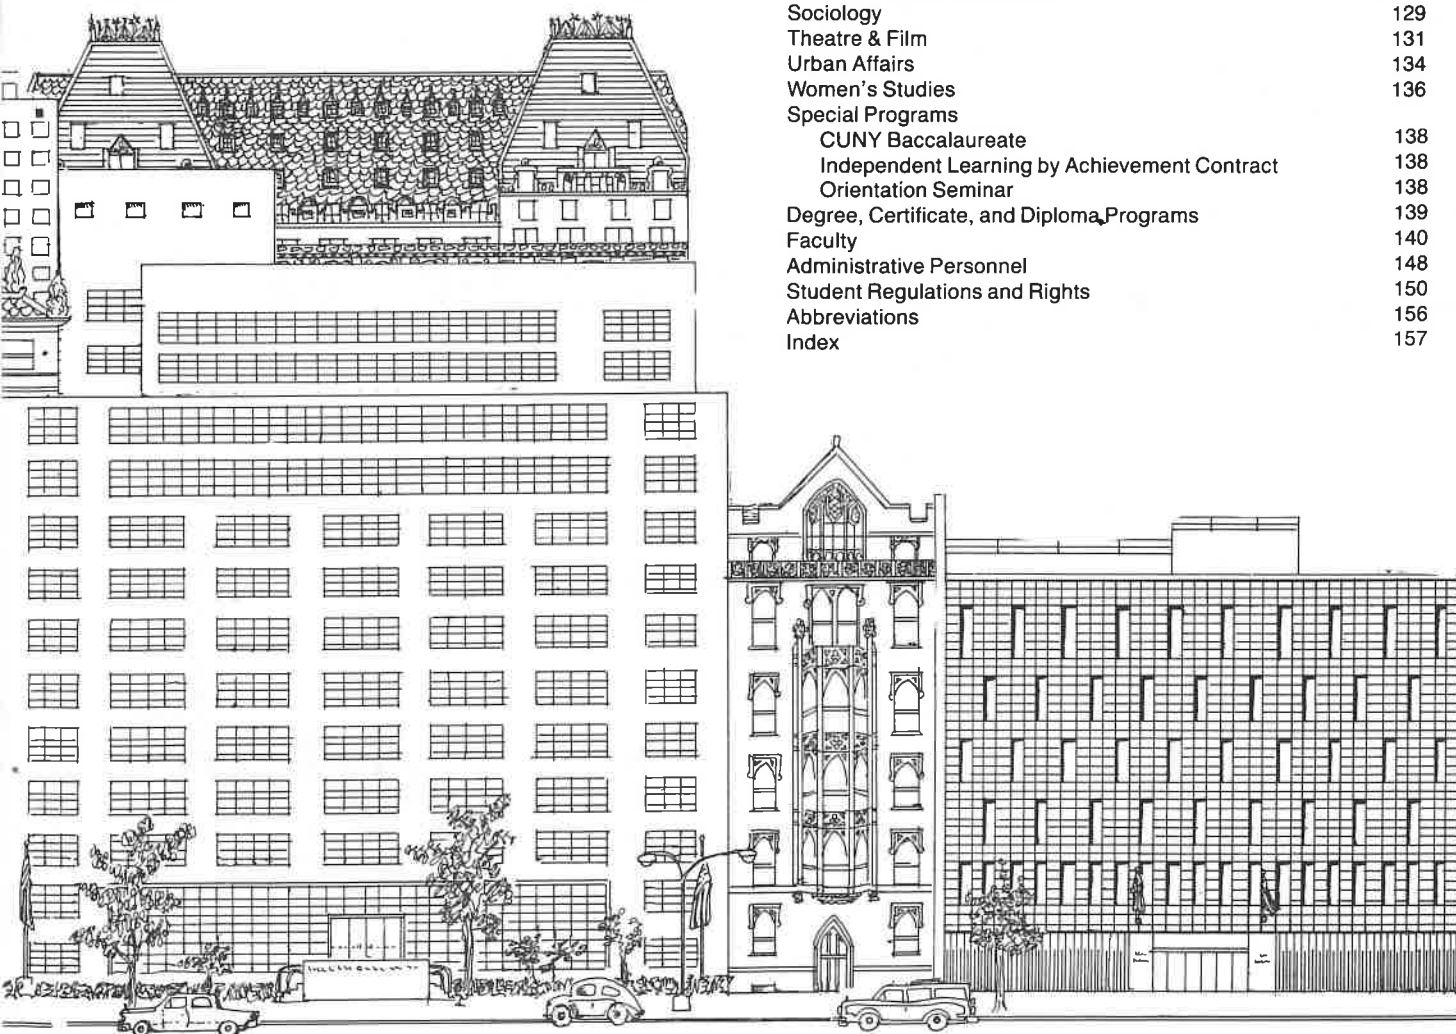 Sociology 129
Theatre & Film 131
Urban Affairs 134
Women's Studies 136
Special Programs
CUNY Baccalaureate 138
Independent Learning by Achievement Contract 138
Orientation Seminar 138
Degree, Certificate, and Diploma Programs 139
Faculty 140
Administrative Personnel 148
Student Regulations and Rights 150
Abbreviations 156
Index 157